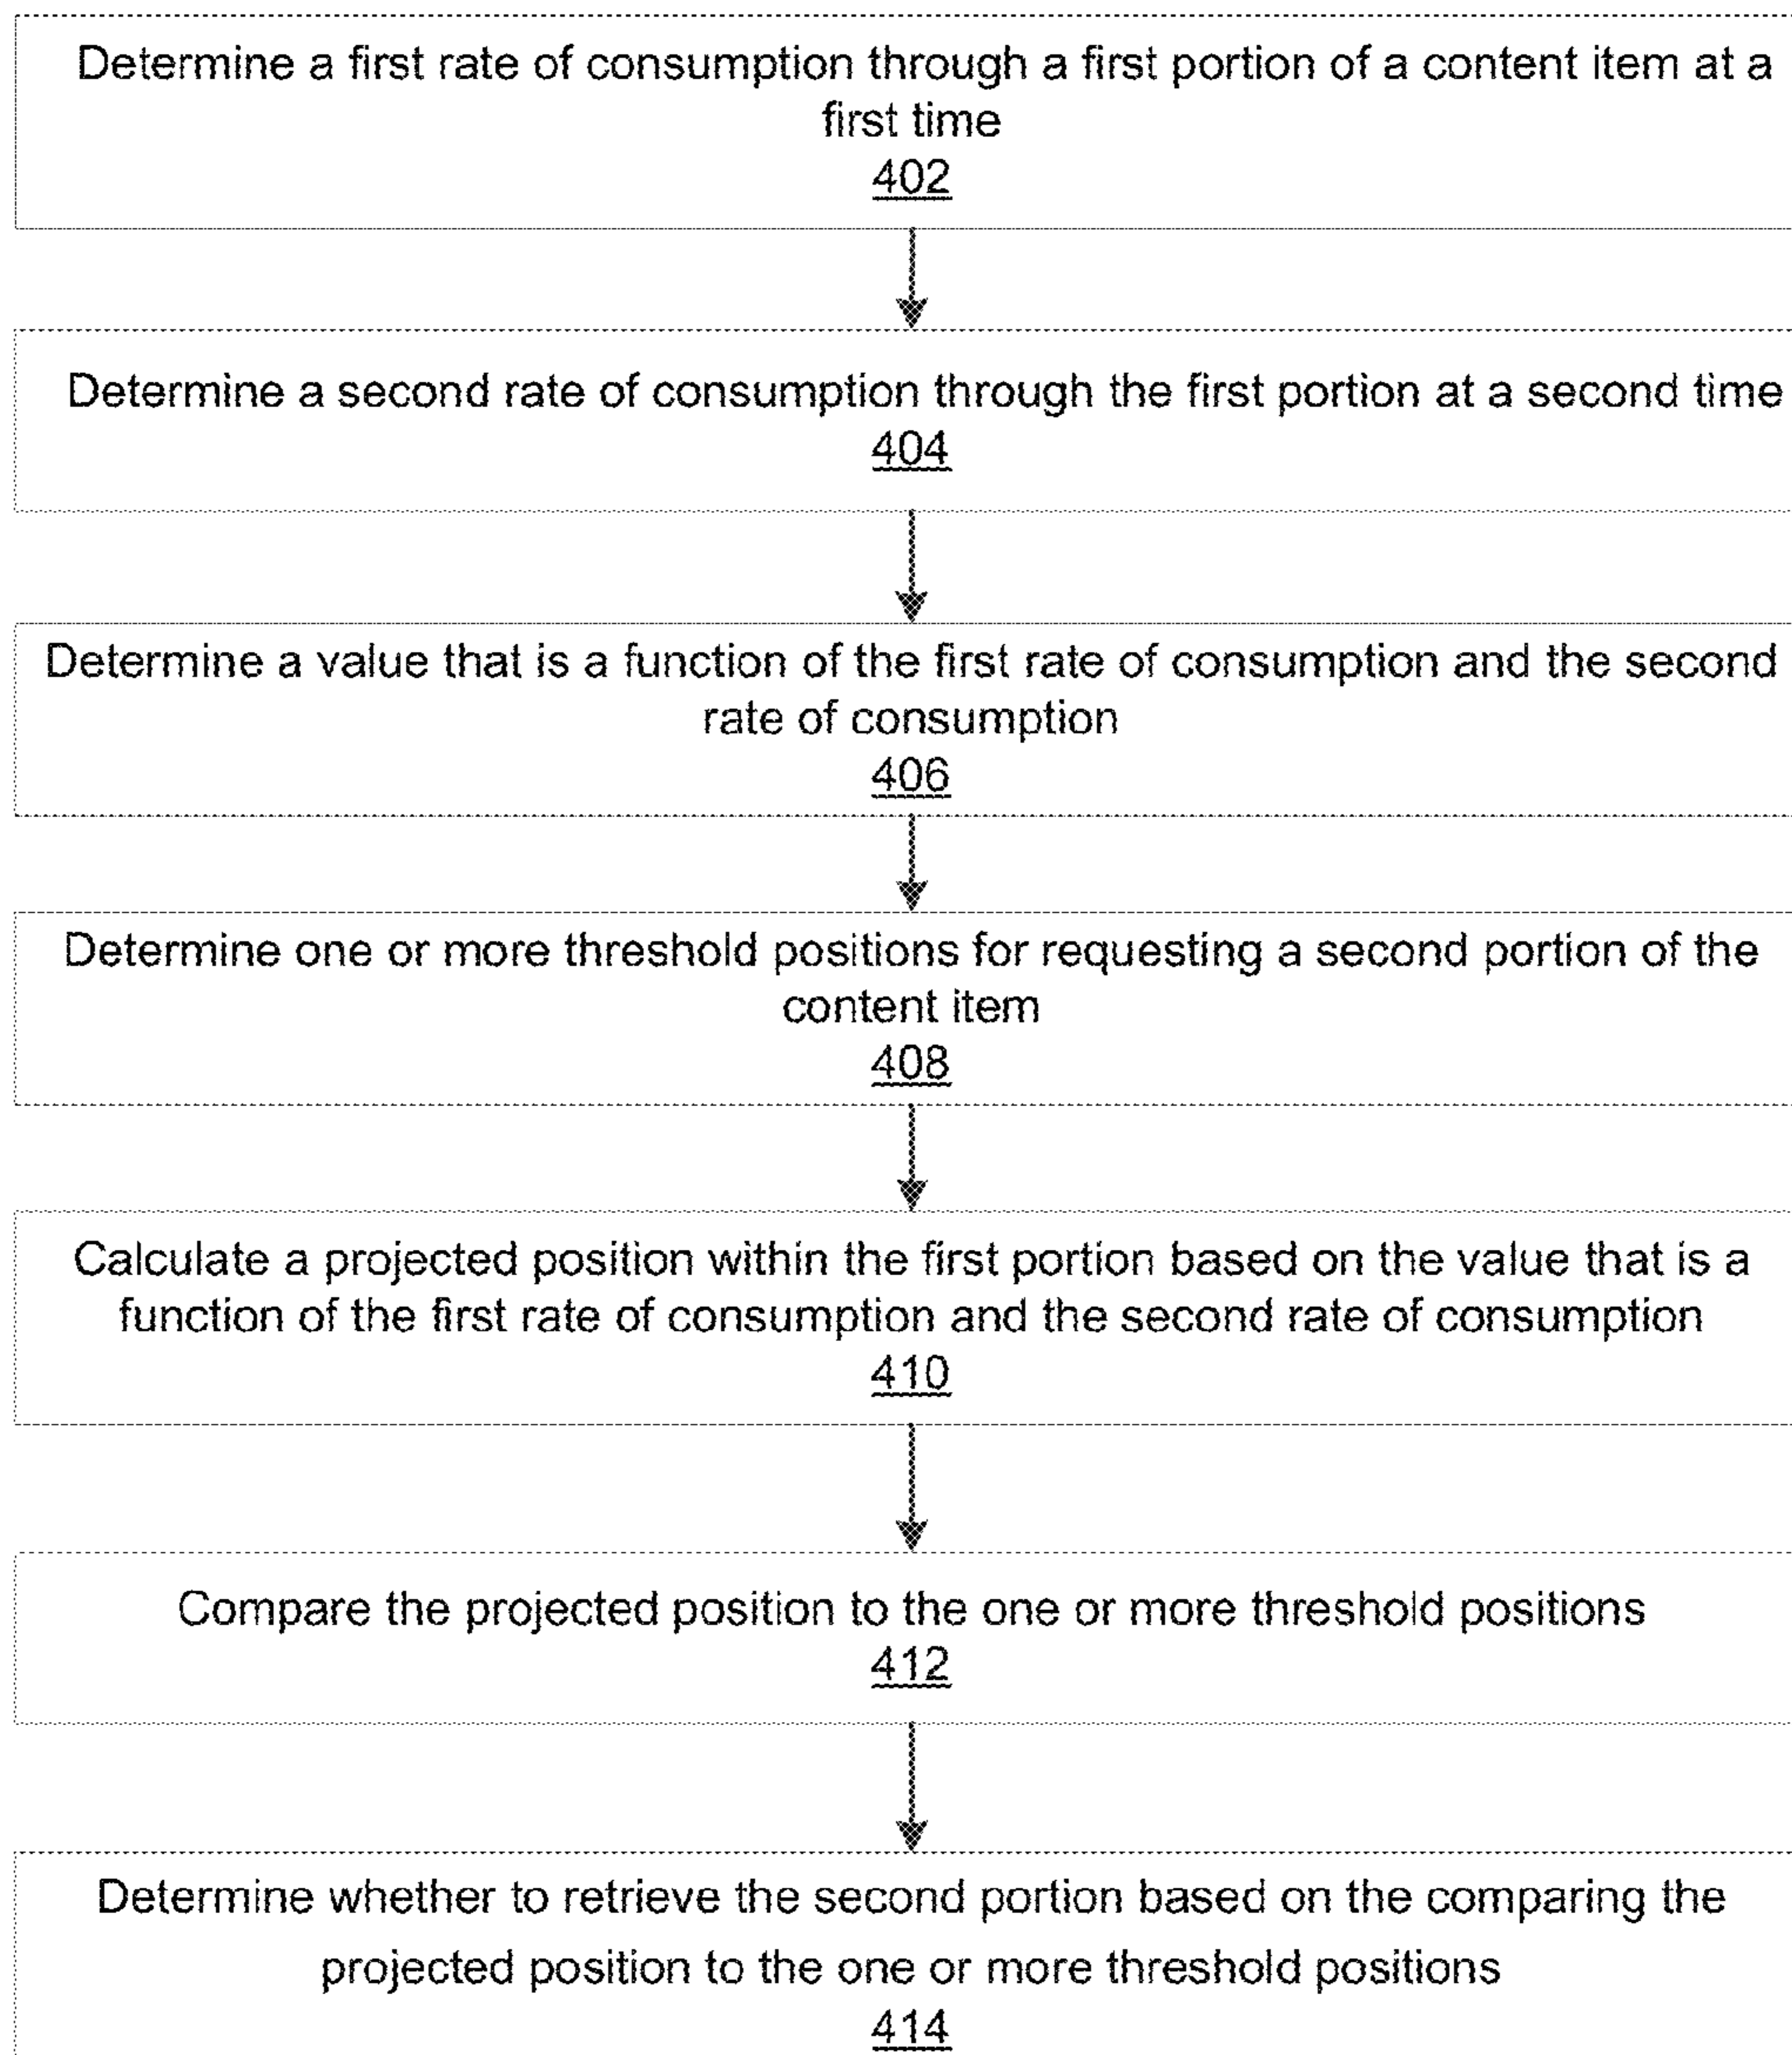 Determine a first rate of consumption through a first portion of a content item at a
first time
402
Determine a second rate of consumption through the first portion at a second time
404
Determine a value that is a function of the first rate of consumption and the second
rate of consumption
406
Determine one or more threshold positions for requesting a second portion of the
content item
408
Calculate a projected position within the first portion based on the value that is a
function of the first rate of consumption and the second rate of consumption
410
Compare the projected position to the one or more threshold positions
412
Determine whether to retrieve the second portion based on the comparing the
projected position to the one or more threshold positions
414